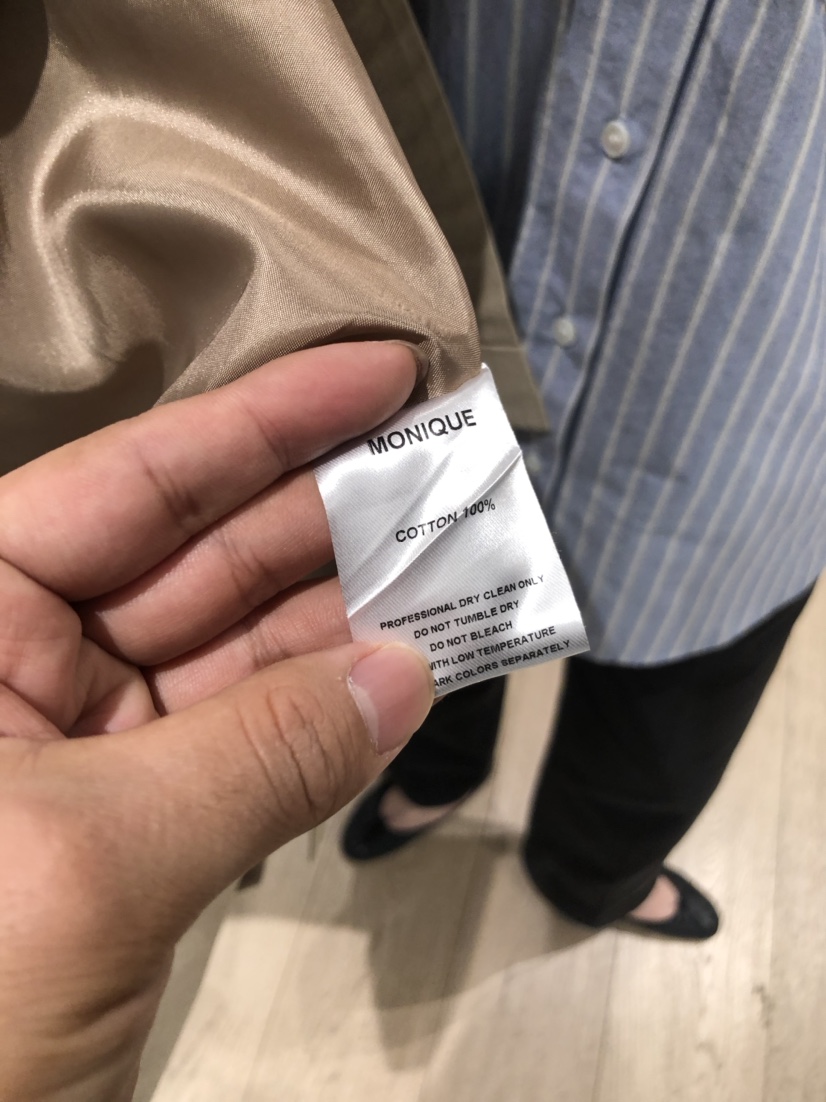 MONIQUE
COTTON 100%
PROFESSIONAL DRY CLEAN ONLY
DO NOT TUMBLE DRY
DO NOT BLEACH
WITH LOW TEMPERATURE
COLORS SEPARATELY